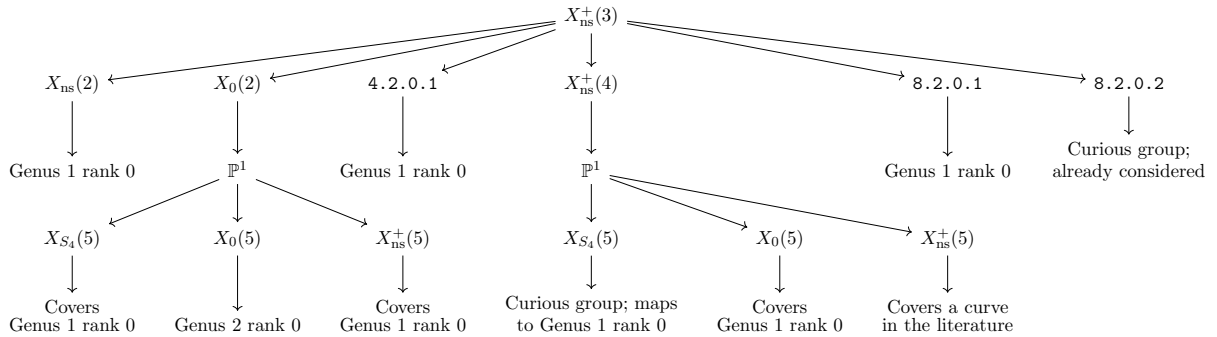 X⁺ₙₛ(3)
Xₙₛ(2) X₀(2) 4.2.0.1 X⁺ₙₛ(4) 8.2.0.1 8.2.0.2
Genus 1 rank 0 ℙ¹ Genus 1 rank 0 ℙ¹ Genus 1 rank 0 Curious group;
already considered
X_{S₄}(5) X₀(5) X⁺ₙₛ(5) X_{S₄}(5) X₀(5) X⁺ₙₛ(5)
Covers
Genus 1 rank 0
Genus 2 rank 0
Covers
Genus 1 rank 0
Curious group; maps
to Genus 1 rank 0
Covers
Genus 1 rank 0
Covers a curve
in the literature